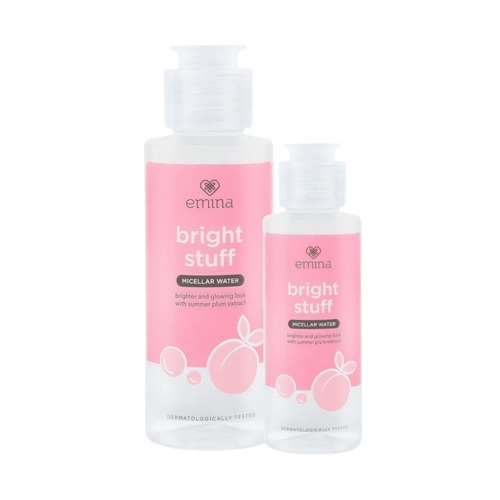 emina
bright
stuff
MICELLAR WATER
brighter and glowing look
with summer plum extract
DERMATOLOGICALLY TESTED
emina
bright
stuff
MICELLAR WATER
brighter and glowing look
with summer plum extract
DERMATOLOGICALLY TESTED